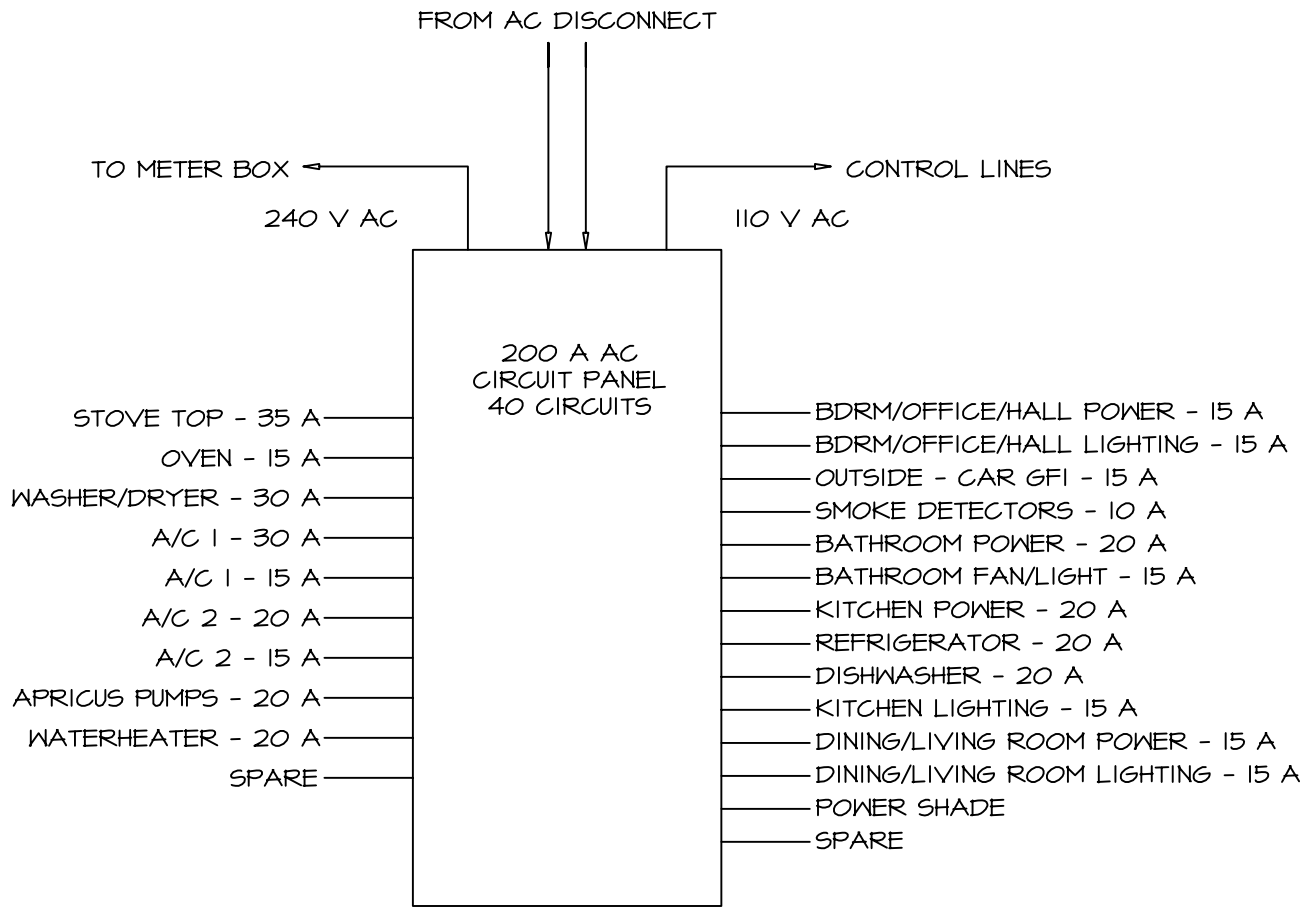 FROM AC DISCONNECT
TO METER BOX
CONTROL LINES
240 V AC
110 V AC
200 A AC
CIRCUIT PANEL
40 CIRCUITS
STOVE TOP - 35 A
OVEN - 15 A
WASHER/DRYER - 30 A
A/C 1 - 30 A
A/C 1 - 15 A
A/C 2 - 20 A
A/C 2 - 15 A
APRICUS PUMPS - 20 A
WATERHEATER - 20 A
SPARE
BDRM/OFFICE/HALL POWER - 15 A
BDRM/OFFICE/HALL LIGHTING - 15 A
OUTSIDE - CAR GFI - 15 A
SMOKE DETECTORS - 10 A
BATHROOM POWER - 20 A
BATHROOM FAN/LIGHT - 15 A
KITCHEN POWER - 20 A
REFRIGERATOR - 20 A
DISHWASHER - 20 A
KITCHEN LIGHTING - 15 A
DINING/LIVING ROOM POWER - 15 A
DINING/LIVING ROOM LIGHTING - 15 A
POWER SHADE
SPARE